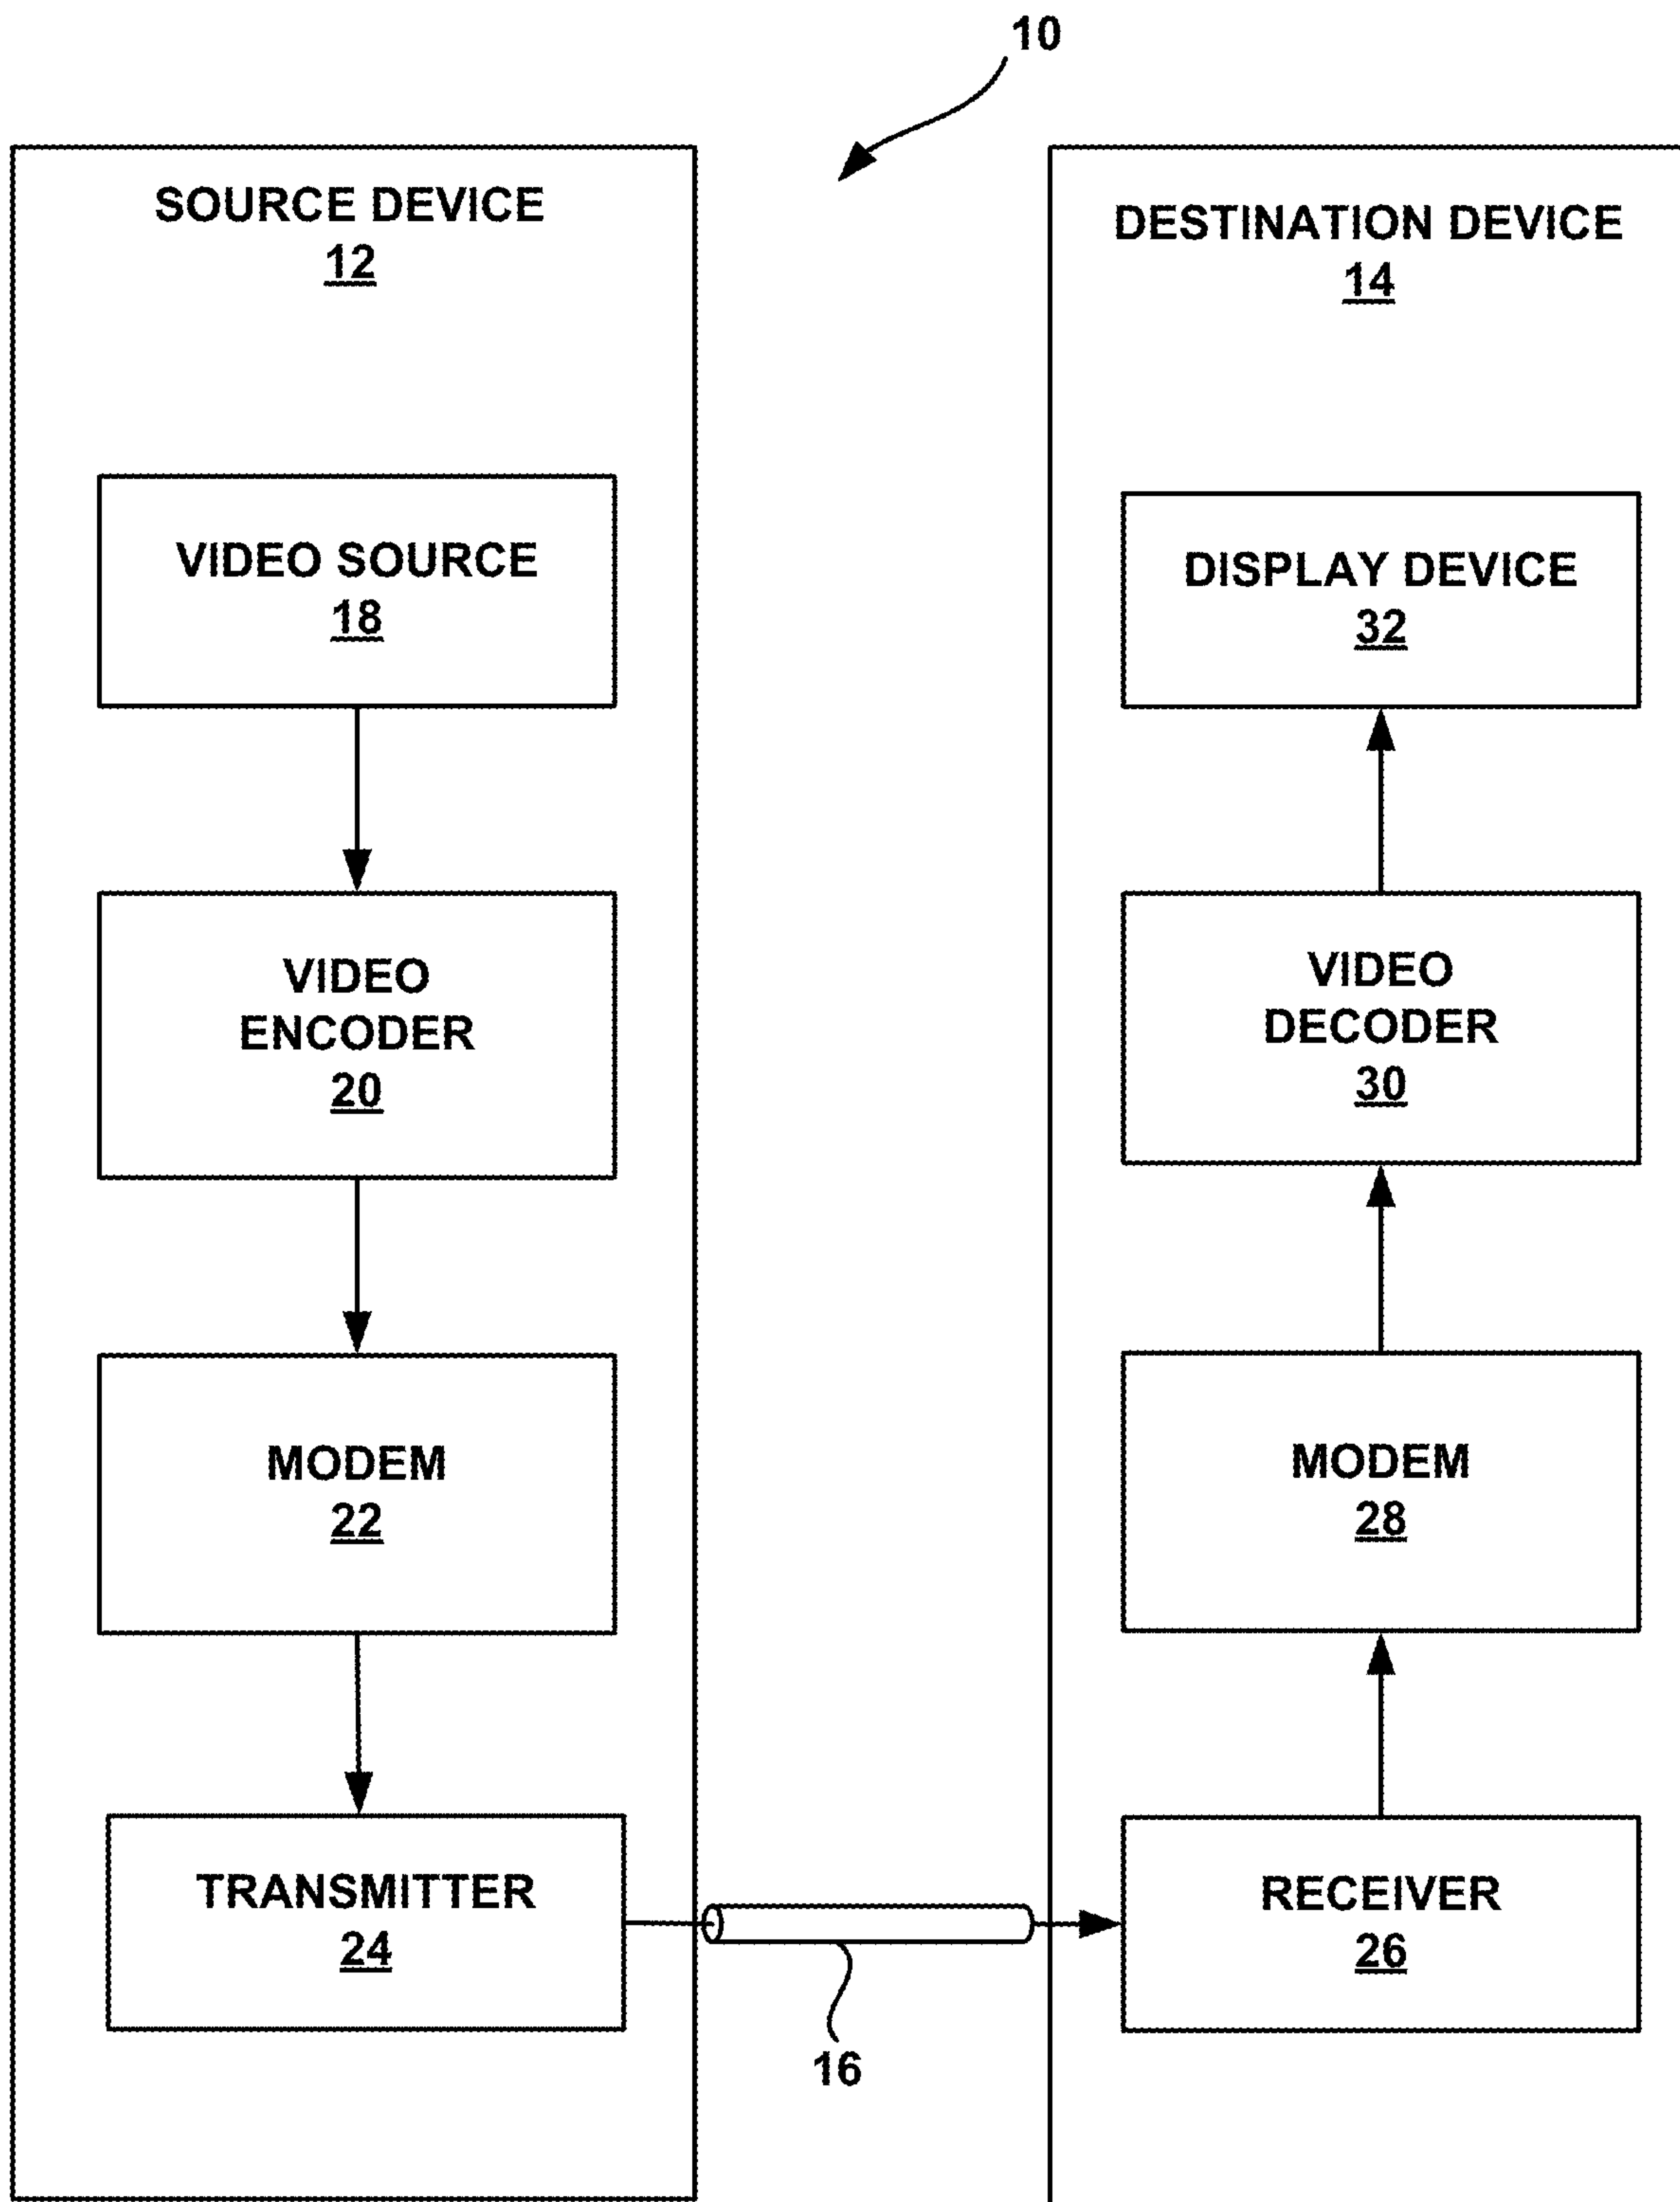 10
SOURCE DEVICE
12
VIDEO SOURCE
18
VIDEO
ENCODER
20
MODEM
22
TRANSMITTER
24
16
DESTINATION DEVICE
14
DISPLAY DEVICE
32
VIDEO
DECODER
30
MODEM
28
RECEIVER
26